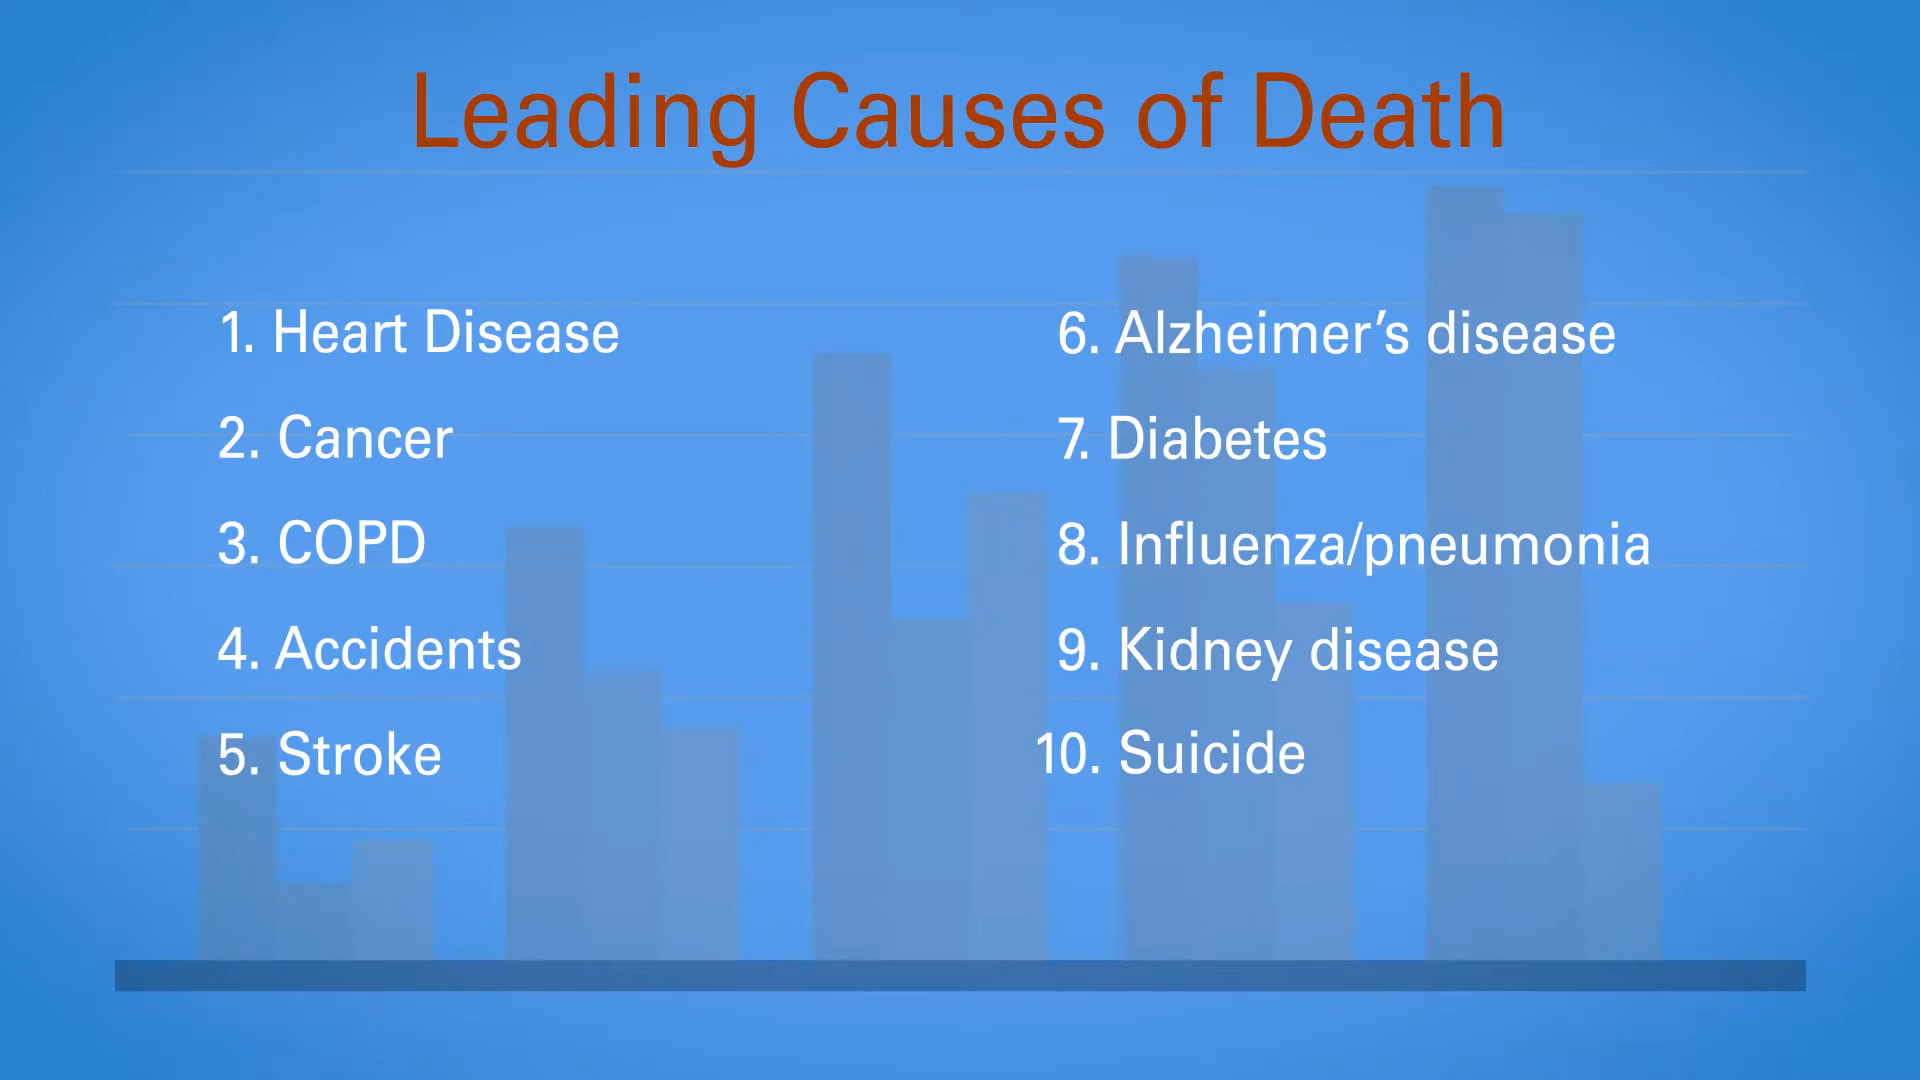 Leading Causes of Death
1. Heart Disease
2. Cancer
3. COPD
4. Accidents
5. Stroke
6. Alzheimer’s disease
7. Diabetes
8. Influenza/pneumonia
9. Kidney disease
10. Suicide